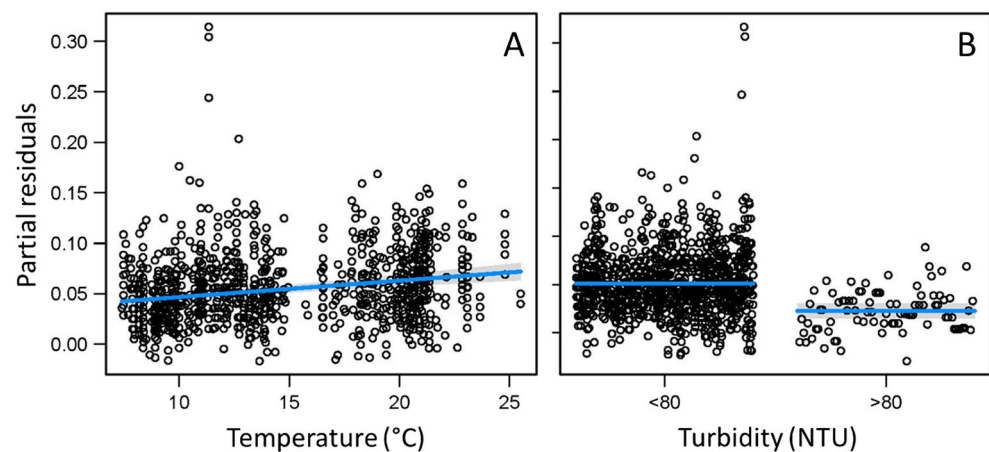 A
B
Partial residuals
0.30
0.25
0.20
0.15
0.10
0.05
0.00
10 15 20 25
<80 >80
Temperature (°C)
Turbidity (NTU)